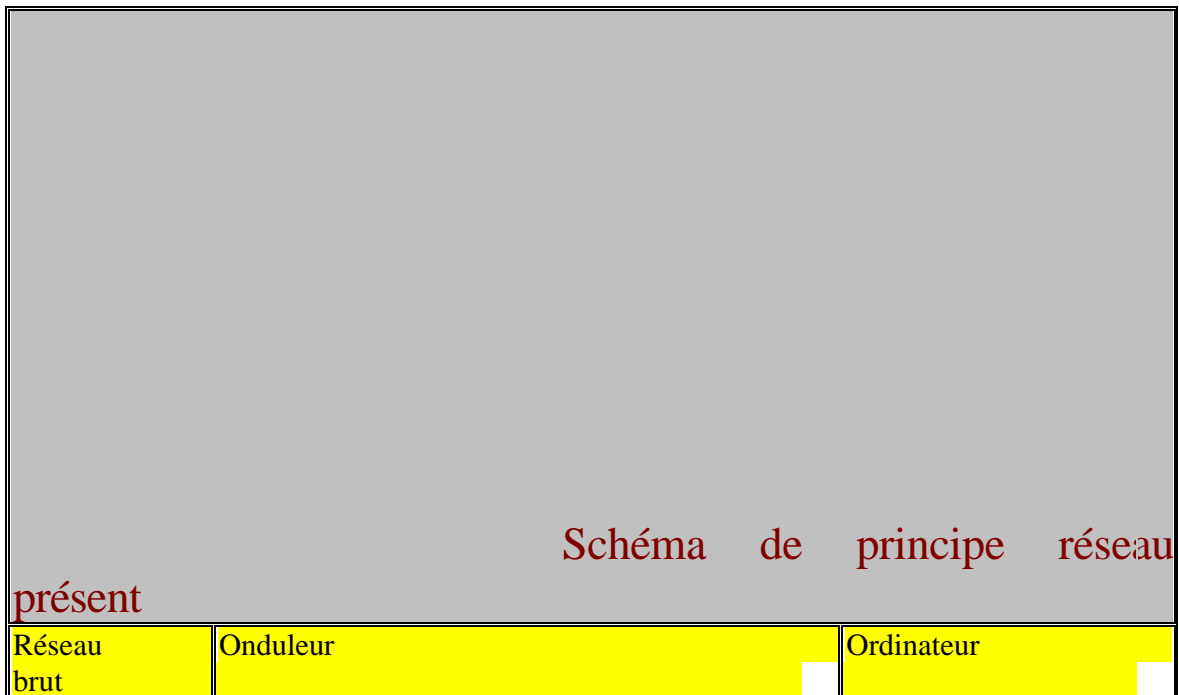 Schéma de principe réseau
présent
Réseau Onduleur Ordinateur
brut